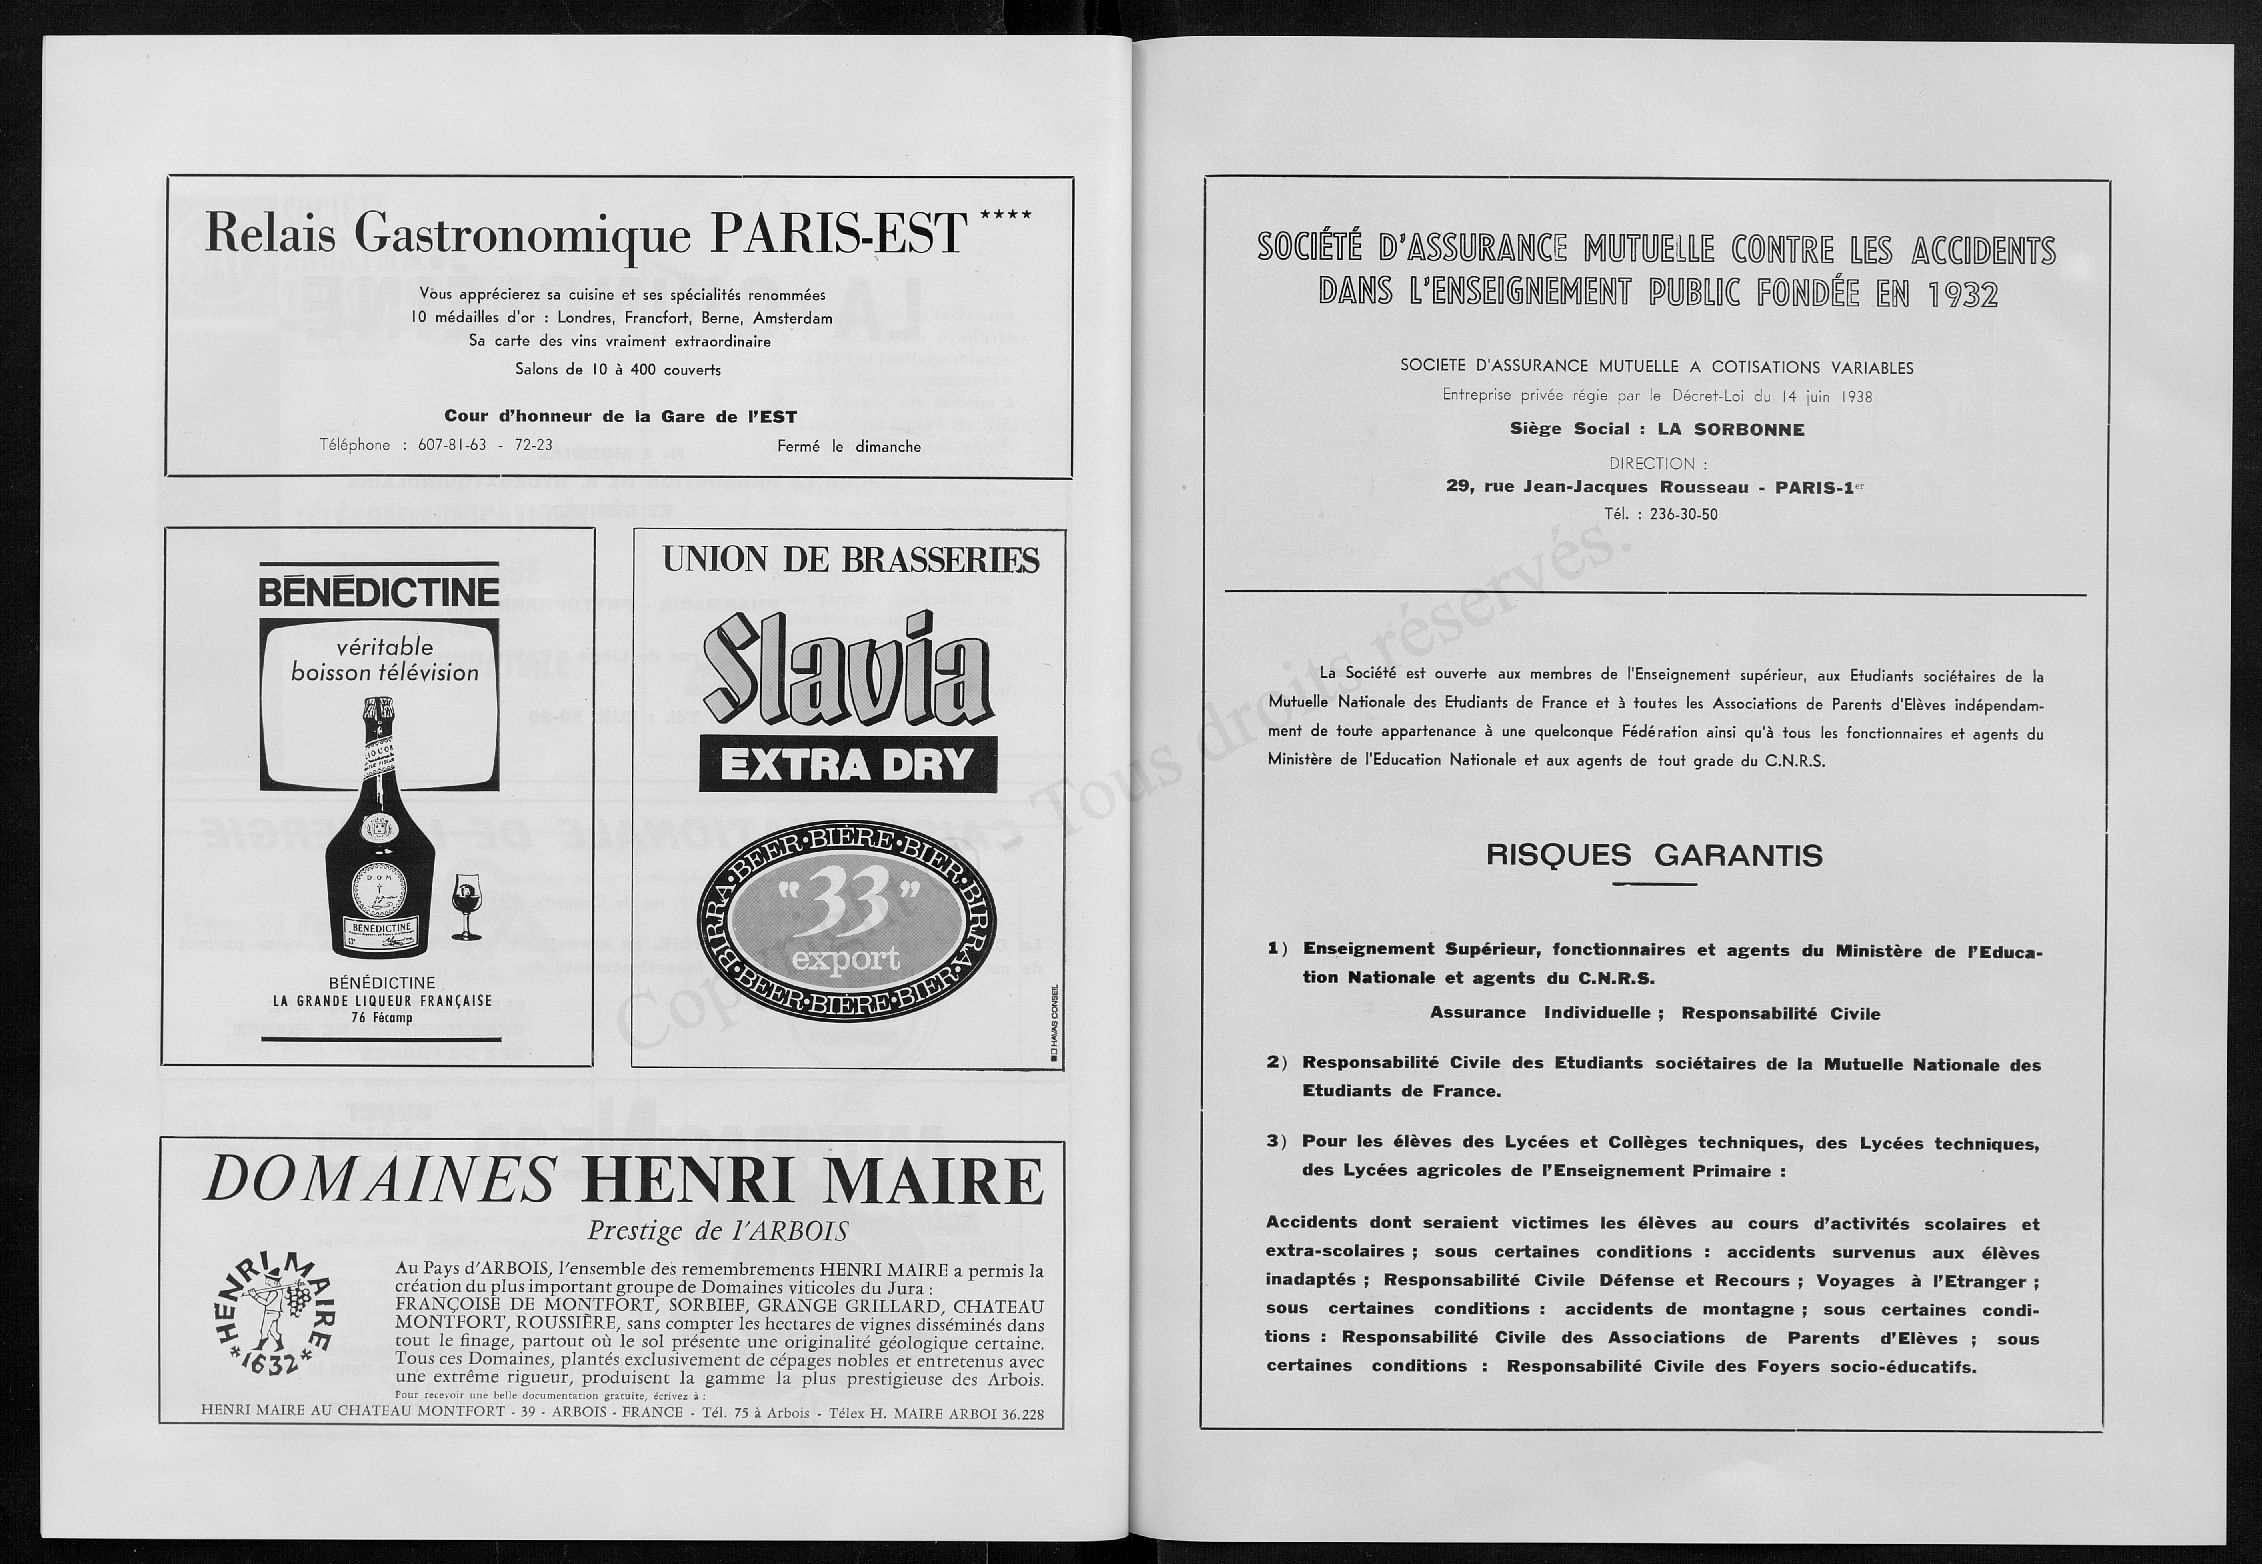 Relais Gastronomique PARIS-EST ****
Vous apprécierez sa cuisine et ses spécialités renommées
10 médailles d'or : Londres, Francfort, Berne, Amsterdam
Sa carte des vins vraiment extraordinaire
Salons de 10 à 400 couverts
Cour d'honneur de la Gare de l'EST
Téléphone : 607-81-63 - 72-23 Fermé le dimanche
BÉNÉDICTINE
véritable
boisson télévision
D.O.M
BÉNÉDICTINE
BÉNÉDICTINE
LA GRANDE LIQUEUR FRANÇAISE
76 Fécamp
UNION DE BRASSERIES
Slavia
EXTRA DRY
BIRRA·BEER·BIÈRE·BIER·BIRRA·
"33"
export
BIRRA·BEER·BIÈRE·BIER·
HAVAS CONSEIL
DOMAINES HENRI MAIRE
Prestige de l'ARBOIS
HENRI MAIRE
*1632*
Au Pays d'ARBOIS, l'ensemble des remembrements HENRI MAIRE a permis la
création du plus important groupe de Domaines viticoles du Jura :
FRANÇOISE DE MONTFORT, SORBIEF, GRANGE GRILLARD, CHATEAU
MONTFORT, ROUSSIÈRE, sans compter les hectares de vignes disséminés dans
tout le finage, partout où le sol présente une originalité géologique certaine.
Tous ces Domaines, plantés exclusivement de cépages nobles et entretenus avec
une extrême rigueur, produisent la gamme la plus prestigieuse des Arbois.
Pour recevoir une belle documentation gratuite, écrivez à :
HENRI MAIRE AU CHATEAU MONTFORT - 39 - ARBOIS - FRANCE - Tél. 75 à Arbois - Télex H. MAIRE ARBOI 36.228
SOCIÉTÉ D'ASSURANCE MUTUELLE CONTRE LES ACCIDENTS
DANS L'ENSEIGNEMENT PUBLIC FONDÉE EN 1932
SOCIETE D'ASSURANCE MUTUELLE A COTISATIONS VARIABLES
Entreprise privée régie par le Décret-Loi du 14 juin 1938
Siège Social : LA SORBONNE
DIRECTION :
29, rue Jean-Jacques Rousseau - PARIS-1er
Tél. : 236-30-50
La Société est ouverte aux membres de l'Enseignement supérieur, aux Etudiants sociétaires de la
Mutuelle Nationale des Etudiants de France et à toutes les Associations de Parents d'Elèves indépendam-
ment de toute appartenance à une quelconque Fédération ainsi qu'à tous les fonctionnaires et agents du
Ministère de l'Education Nationale et aux agents de tout grade du C.N.R.S.
RISQUES GARANTIS
1) Enseignement Supérieur, fonctionnaires et agents du Ministère de l'Educa-
tion Nationale et agents du C.N.R.S.
Assurance Individuelle ; Responsabilité Civile
2) Responsabilité Civile des Etudiants sociétaires de la Mutuelle Nationale des
Etudiants de France.
3) Pour les élèves des Lycées et Collèges techniques, des Lycées techniques,
des Lycées agricoles de l'Enseignement Primaire :
Accidents dont seraient victimes les élèves au cours d'activités scolaires et
extra-scolaires ; sous certaines conditions : accidents survenus aux élèves
inadaptés ; Responsabilité Civile Défense et Recours ; Voyages à l'Etranger ;
sous certaines conditions : accidents de montagne ; sous certaines condi-
tions : Responsabilité Civile des Associations de Parents d'Elèves ; sous
certaines conditions : Responsabilité Civile des Foyers socio-éducatifs.
Tous droits réservés.